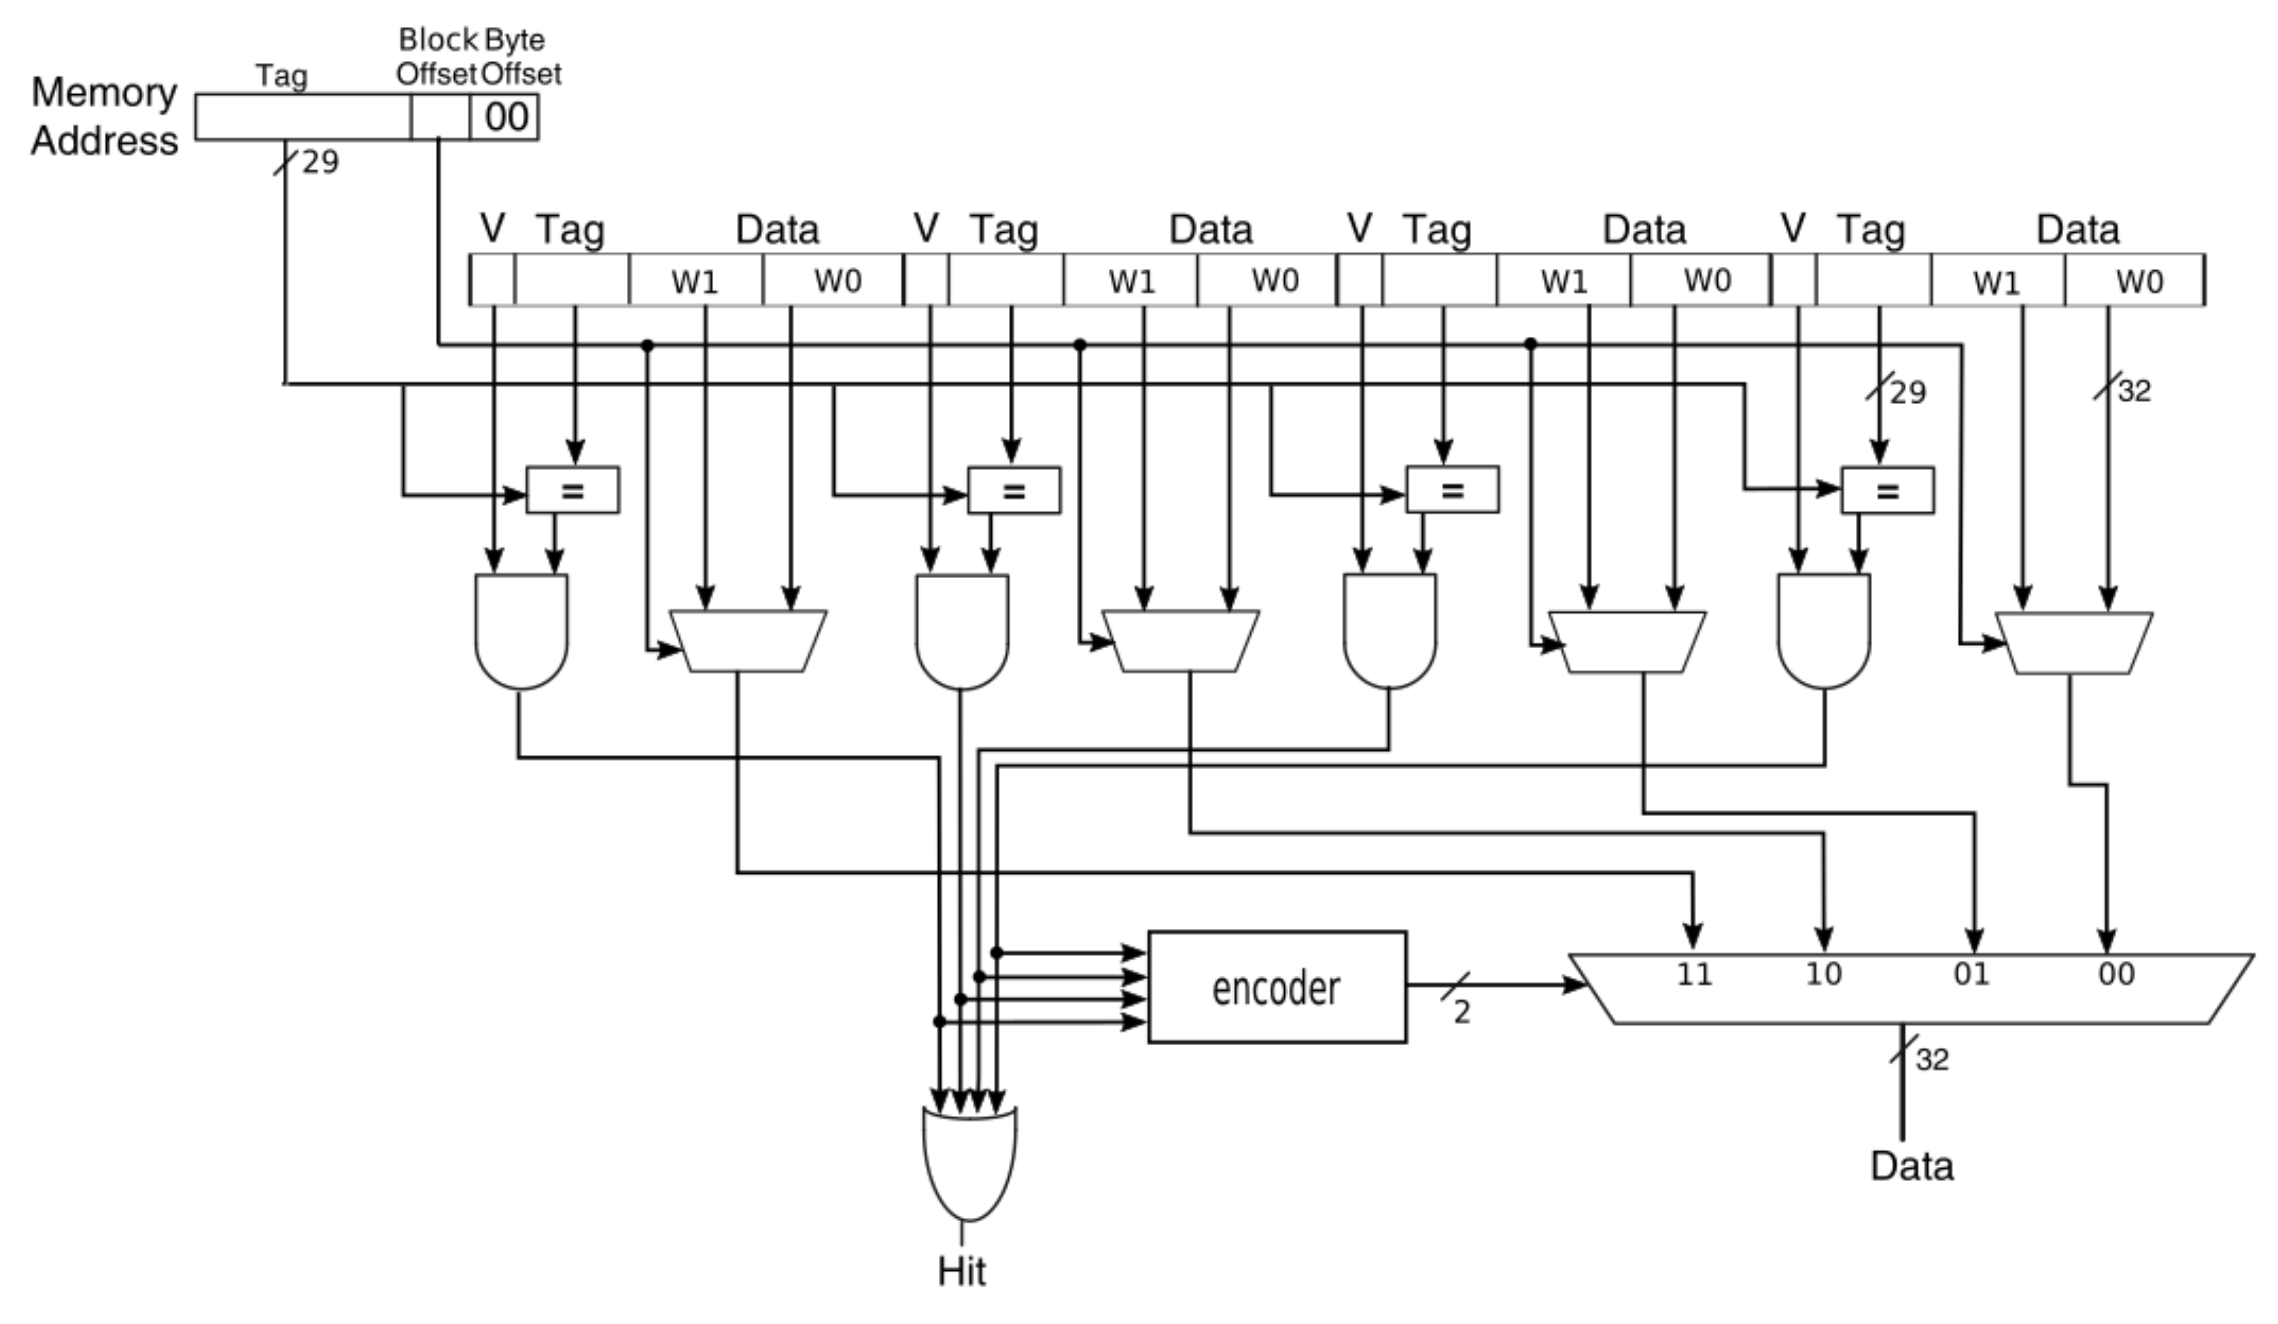 Block Byte
Tag Offset Offset
Memory Address 00
29
V Tag Data V Tag Data V Tag Data V Tag Data
W1 W0 W1 W0 W1 W0 W1 W0
29 32
= = = =
11 10 01 00
encoder
2
32
Data
Hit